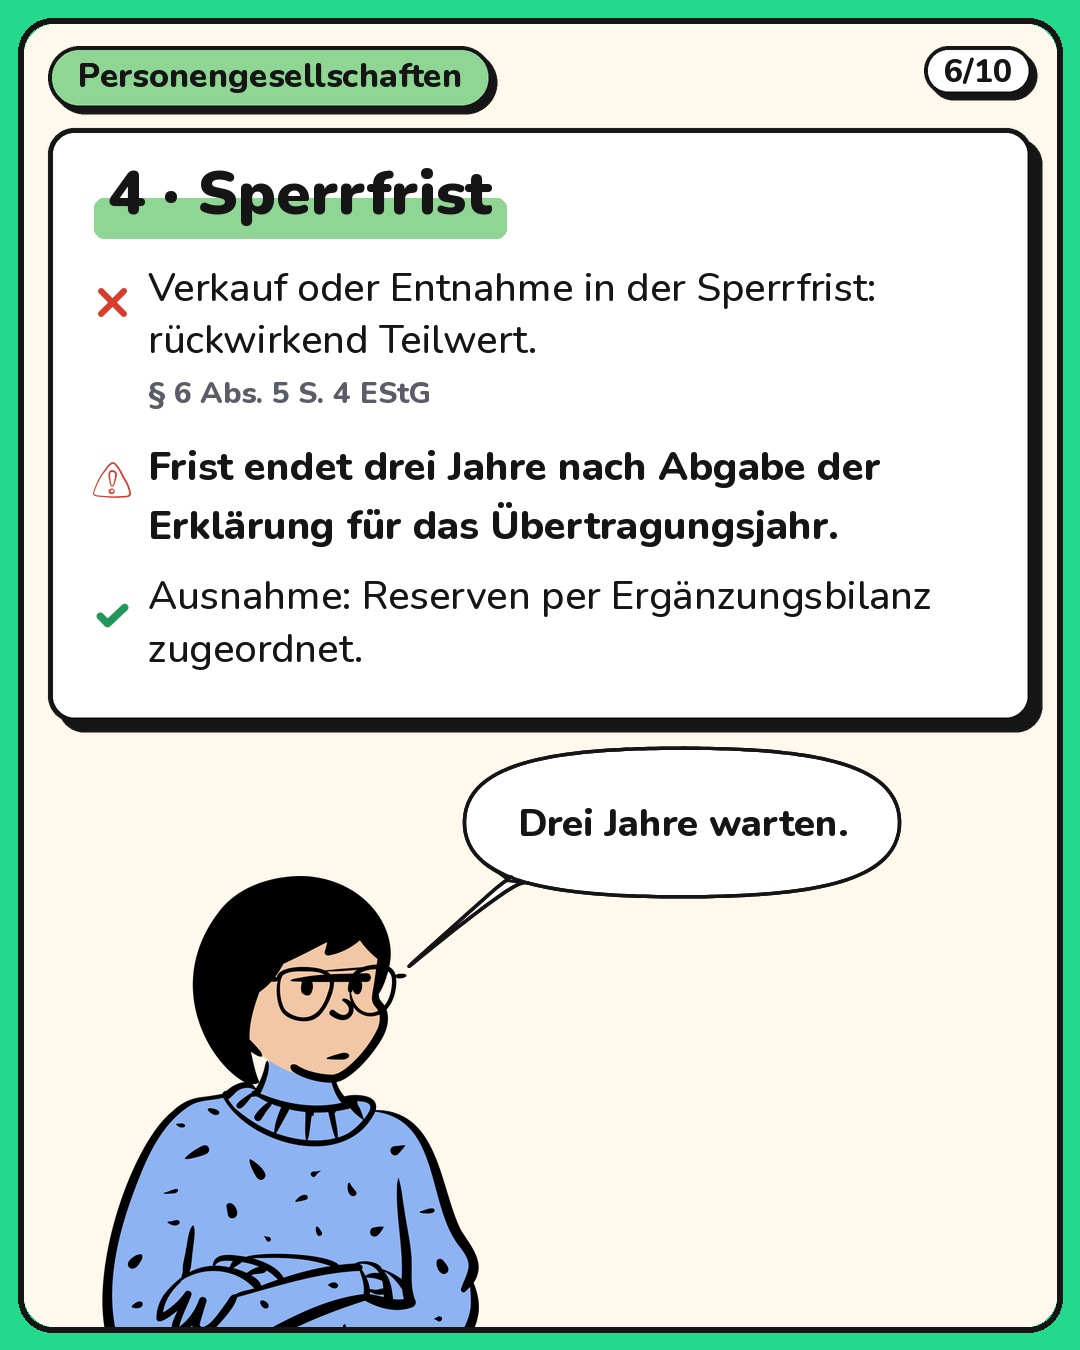 Personengesellschaften
6/10
4 · Sperrfrist
Verkauf oder Entnahme in der Sperrfrist:
rückwirkend Teilwert.
§ 6 Abs. 5 S. 4 EStG
Frist endet drei Jahre nach Abgabe der
Erklärung für das Übertragungsjahr.
Ausnahme: Reserven per Ergänzungsbilanz
zugeordnet.
Drei Jahre warten.